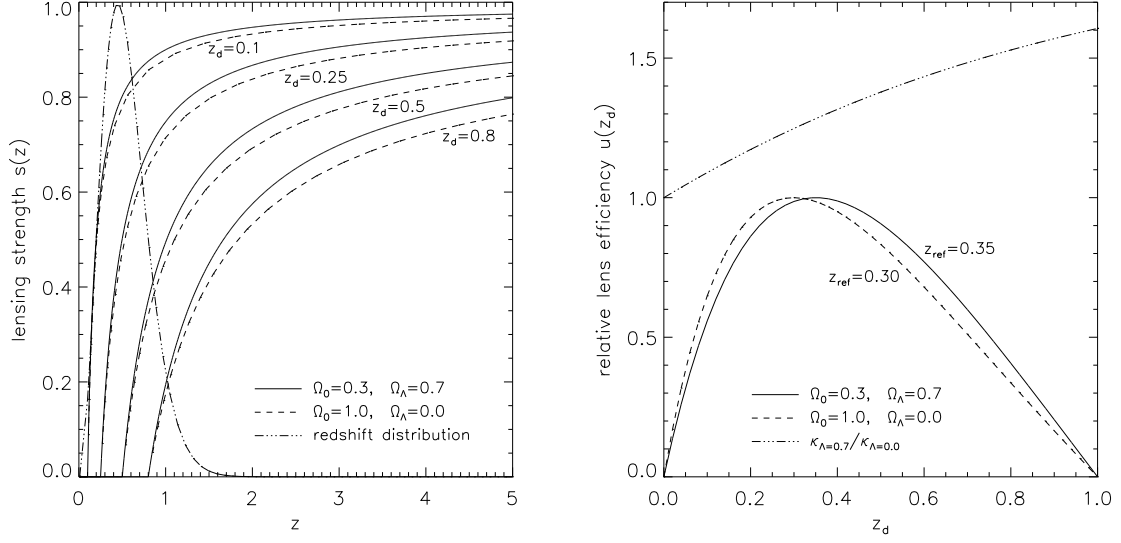 lensing strength s(z)
1.0
0.8
0.6
0.4
0.2
0.0
z_d=0.1
z_d=0.25
z_d=0.5
z_d=0.8
Ω₀=0.3, Ω_Λ=0.7
Ω₀=1.0, Ω_Λ=0.0
redshift distribution
0 1 2 3 4 5
z
relative lens efficiency u(z_d)
1.5
1.0
0.5
0.0
z_ref=0.35
z_ref=0.30
Ω₀=0.3, Ω_Λ=0.7
Ω₀=1.0, Ω_Λ=0.0
κ_Λ=0.7/κ_Λ=0.0
0.0 0.2 0.4 0.6 0.8 1.0
z_d